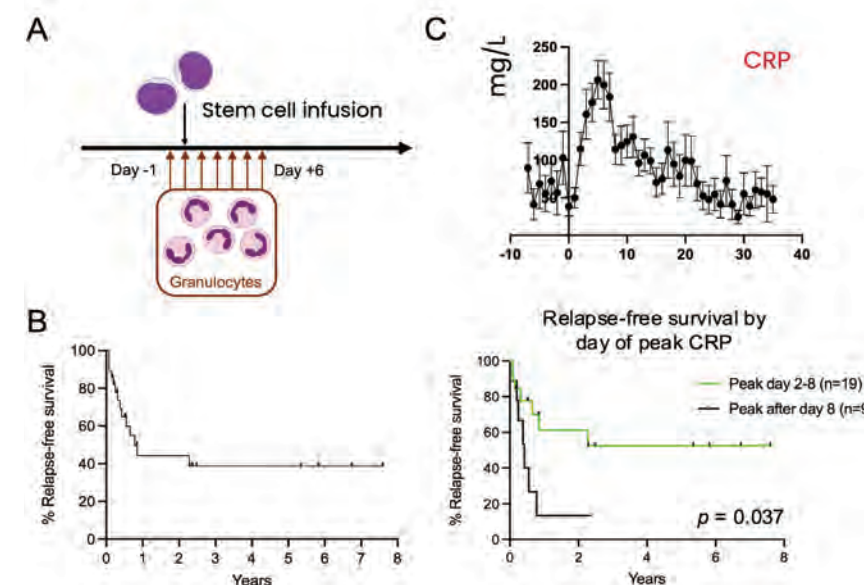 A
Stem cell infusion
Day -1
Day +6
Granulocytes
C
mg/L
CRP
250
200
150
100
50
-10
0
10
20
30
40
B
% Relapse-free survival
100
80
60
40
20
0
0
1
2
3
4
5
6
7
8
Years
Relapse-free survival by
day of peak CRP
% Relapse-free survival
100
80
60
40
20
0
Peak day 2-8 (n=19)
Peak after day 8 (n=9
p = 0.037
0
2
4
6
8
Years